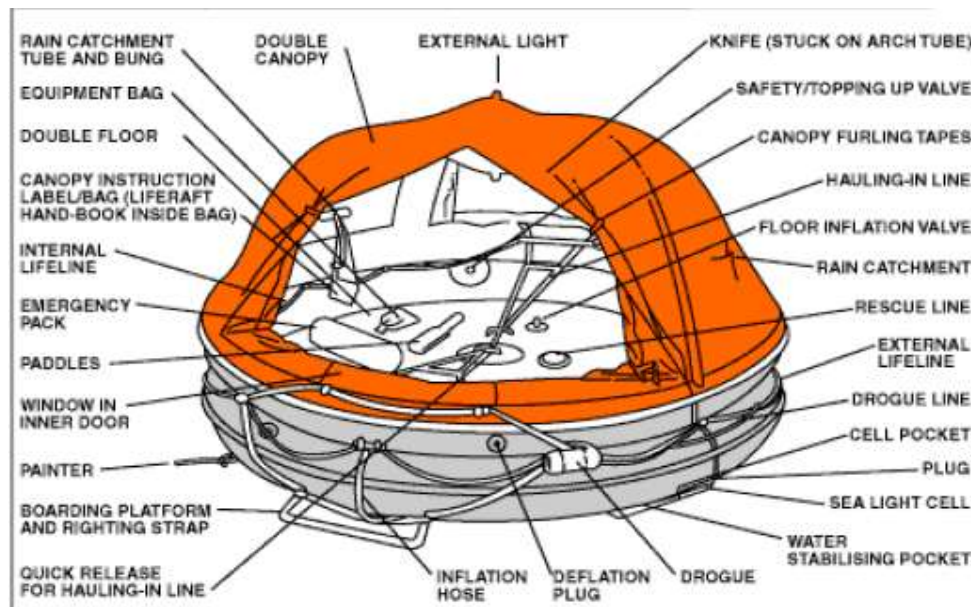 RAIN CATCHMENT
TUBE AND BUNG
EQUIPMENT BAG
DOUBLE FLOOR
CANOPY INSTRUCTION
LABEL/BAG (LIFERAFT
HAND-BOOK INSIDE BAG)
INTERNAL
LIFELINE
EMERGENCY
PACK
PADDLES
WINDOW IN
INNER DOOR
PAINTER
BOARDING PLATFORM
AND RIGHTING STRAP
QUICK RELEASE
FOR HAULING-IN LINE
DOUBLE
CANOPY
EXTERNAL LIGHT
KNIFE (STUCK ON ARCH TUBE)
SAFETY/TOPPING UP VALVE
CANOPY FURLING TAPES
HAULING-IN LINE
FLOOR INFLATION VALVE
RAIN CATCHMENT
RESCUE LINE
EXTERNAL
LIFELINE
DROGUE LINE
CELL POCKET
PLUG
SEA LIGHT CELL
WATER
STABILISING POCKET
INFLATION
HOSE
DEFLATION
PLUG
DROGUE